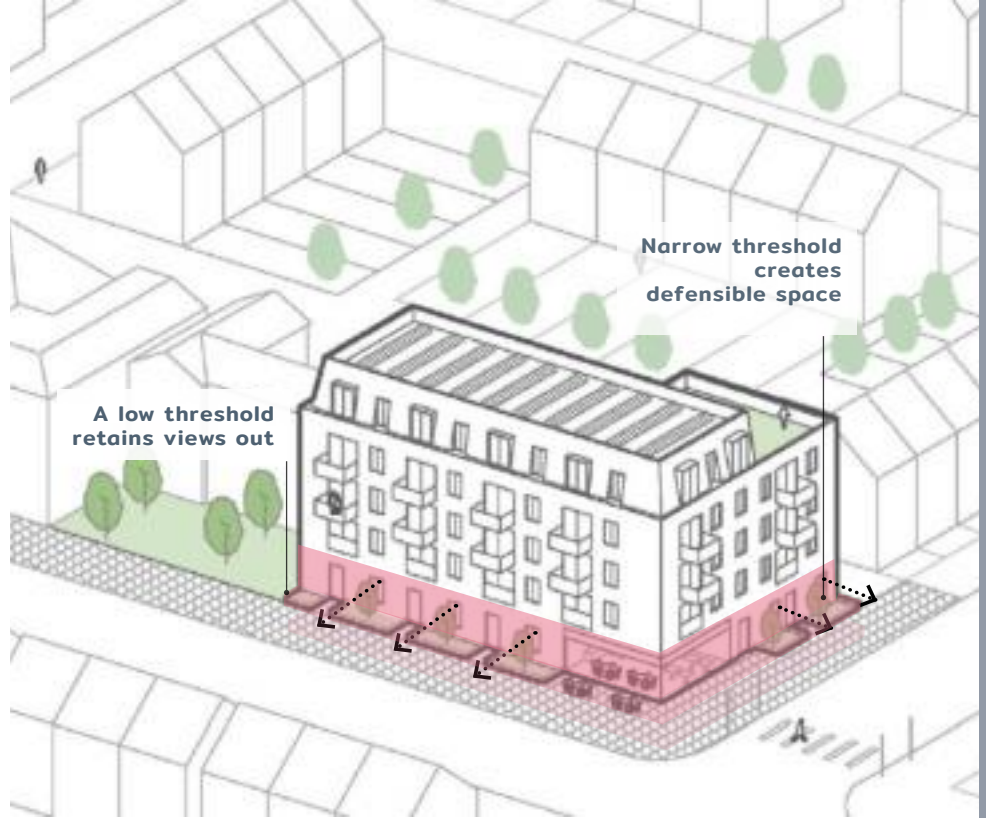 Narrow threshold
creates
defensible space
A low threshold
retains views out